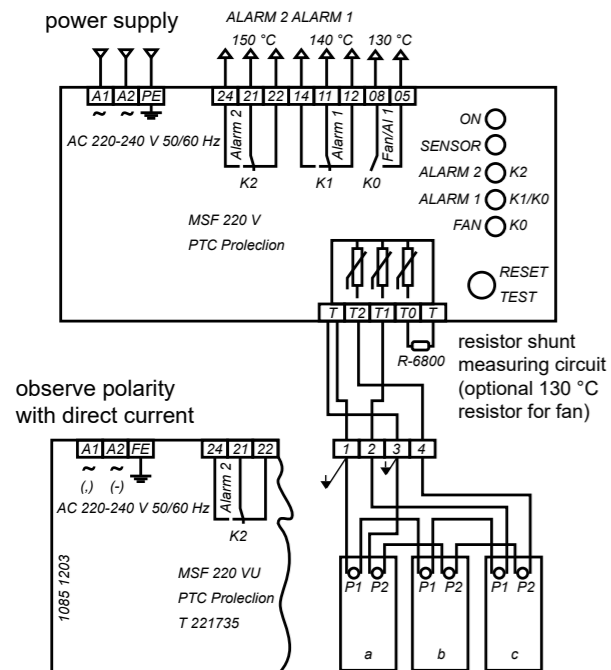 power supply
ALARM 2 ALARM 1
150 °C 140 °C 130 °C
A1 A2 PE 24 21 22 14 11 12 08 05
~ ~
AC 220-240 V 50/60 Hz
Alarm 2
Alarm 1
Fan/Al 1
K2 K1 K0
ON
SENSOR
ALARM 2 K2
ALARM 1 K1/K0
FAN K0
MSF 220 V
PTC Proleclion
RESET
TEST
T T2 T1 T0 T
R-6800
resistor shunt
measuring circuit
(optional 130 °C
resistor for fan)
observe polarity
with direct current
A1 A2 FE 24 21 22
~ ~
(,) (-)
Alarm 2
AC 220-240 V 50/60 Hz
K2
1085 1203
MSF 220 VU
PTC Proleclion
T 221735
1 2 3 4
P1 P2 P1 P2 P1 P2
a b c